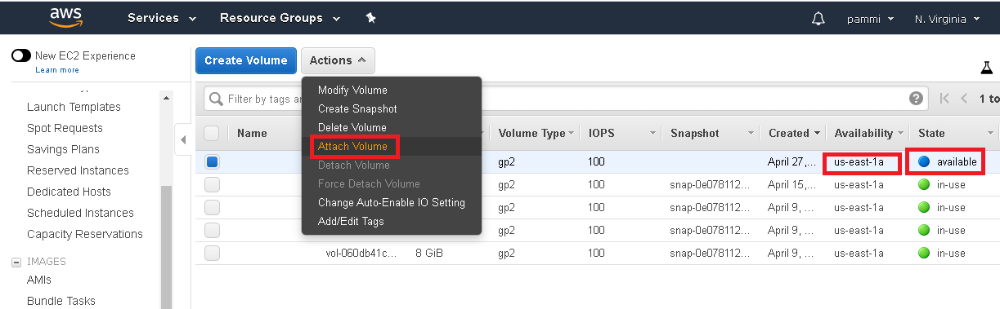 aws Services Resource Groups pammi N. Virginia
New EC2 Experience
Learn more
Launch Templates
Spot Requests
Savings Plans
Reserved Instances
Dedicated Hosts
Scheduled Instances
Capacity Reservations
IMAGES
AMIs
Bundle Tasks
Create Volume Actions
Modify Volume
Create Snapshot
Delete Volume
Attach Volume
Detach Volume
Force Detach Volume
Change Auto-Enable IO Setting
Add/Edit Tags
Filter by tags ? 1 to
Name Volume Type IOPS Snapshot Created Availability State
gp2 100 April 27,... us-east-1a available
gp2 100 snap-0e078112... April 15,... us-east-1a in-use
gp2 100 snap-0e078112... April 9, ... us-east-1a in-use
gp2 100 snap-0e078112... April 9, ... us-east-1a in-use
vol-060db41c... 8 GiB gp2 100 snap-0e078112... April 9, ... us-east-1a in-use